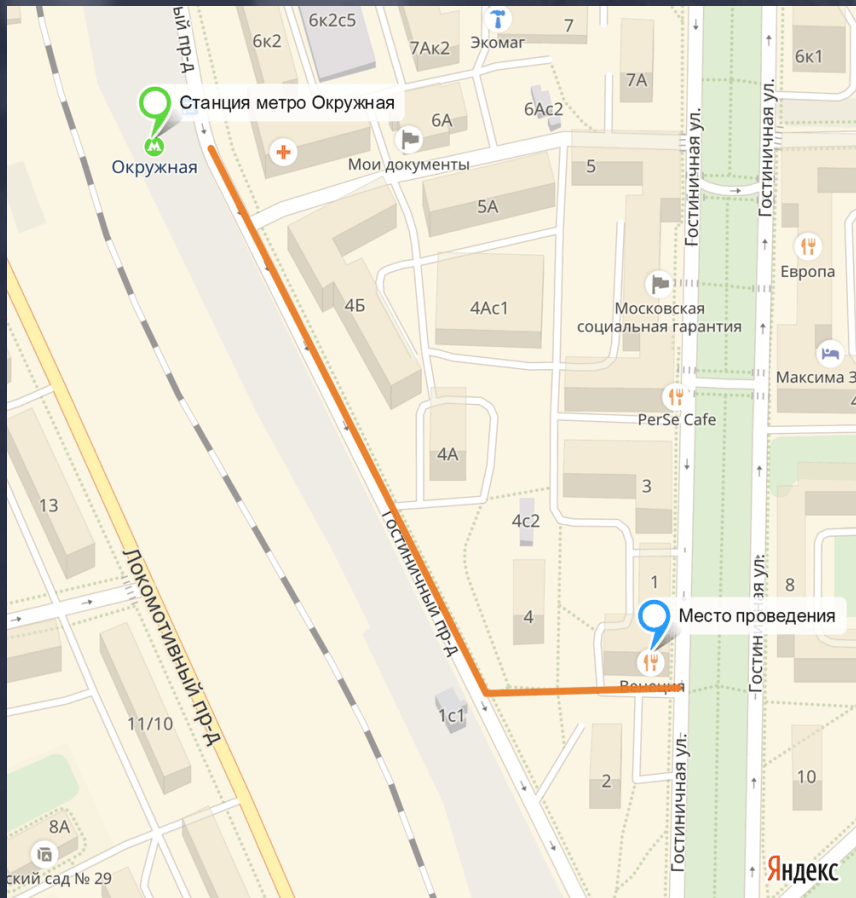 ый пр-д
6к2с5
6к2
7Ак2
Экомаг
7
7А
6к1
Гостиничная ул.
Гостиничная ул.
Станция метро Окружная
Окружная
6А
6Ас2
Мои документы
5
5А
Европа
4Б
4Ас1
Московская
социальная гарантия
Максима З
4
PerSe Cafe
4А
3
13
4с2
Гостиничный пр-д
Локомотивный пр-д
4
1
8
Место проведения
Венеция
Гостиничная ул.
1с1
11/10
2
10
Гостиничная ул.
8А
ский сад № 29
Яндекс